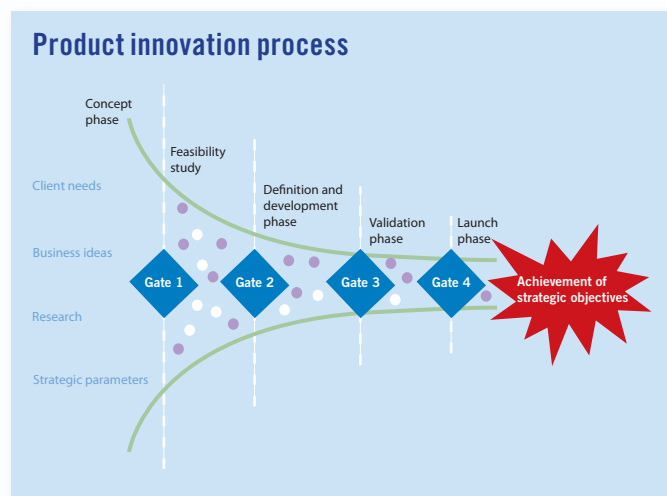 Product innovation process
Concept
phase
Feasibility
study
Client needs
Definition and
development
phase
Validation
phase
Launch
phase
Business ideas
Gate 1
Gate 2
Gate 3
Gate 4
Achievement of
strategic objectives
Research
Strategic parameters